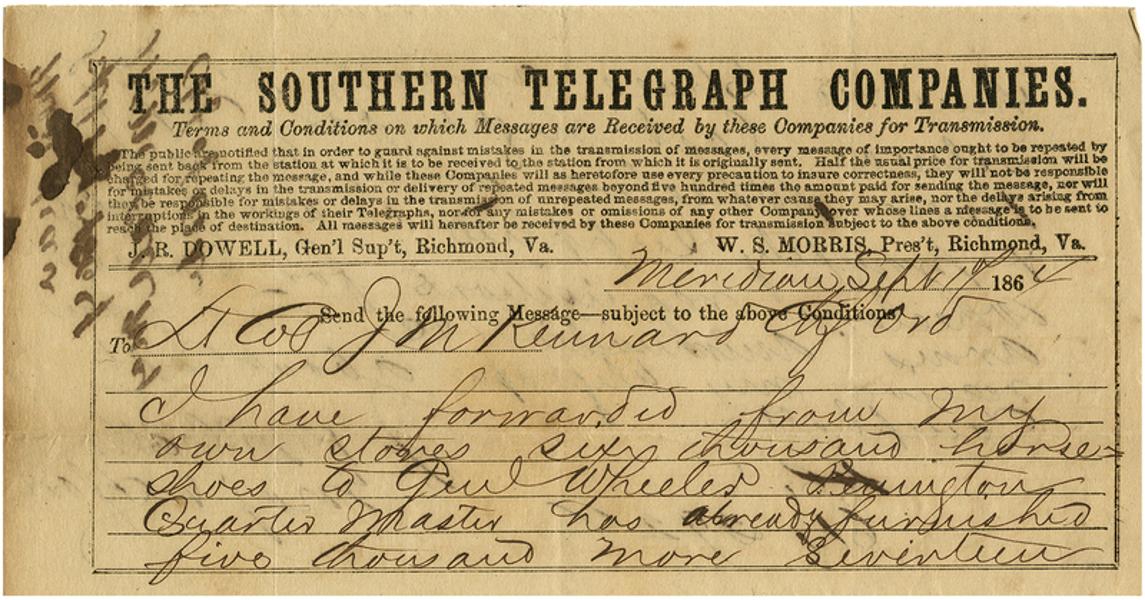 THE SOUTHERN TELEGRAPH COMPANIES.
Terms and Conditions on which Messages are Received by these Companies for Transmission.
The public are notified that in order to guard against mistakes in the transmission of messages, every message of importance ought to be repeated by
being sent back from the station at which it is to be received to the station from which it is originally sent. Half the usual price for transmission will be
charged for repeating the message, and while these Companies will as heretofore use every precaution to insure correctness, they will not be responsible
for mistakes or delays in the transmission or delivery of repeated messages beyond five hundred times the amount paid for sending the message, nor will
they be responsible for mistakes or delays in the transmission of unrepeated messages, from whatever cause they may arise, nor the delays arising from
interruptions in the workings of their Telegraphs, nor for any mistakes or omissions of any other Company over whose lines a message is to be sent to
reach the place of destination. All messages will hereafter be received by these Companies for transmission subject to the above conditions.
J. R. DOWELL, Gen'l Sup't, Richmond, Va. W. S. MORRIS, Pres't, Richmond, Va.
Meridian Sept 19 1864
Send the following Message—subject to the above Conditions
To Lt Col J M Kennard Ord
I have forwarded from my
own stores six thousand horse=
shoes to Genl Wheeler
Quarter Master has already furnished
five thousand more Seventeen